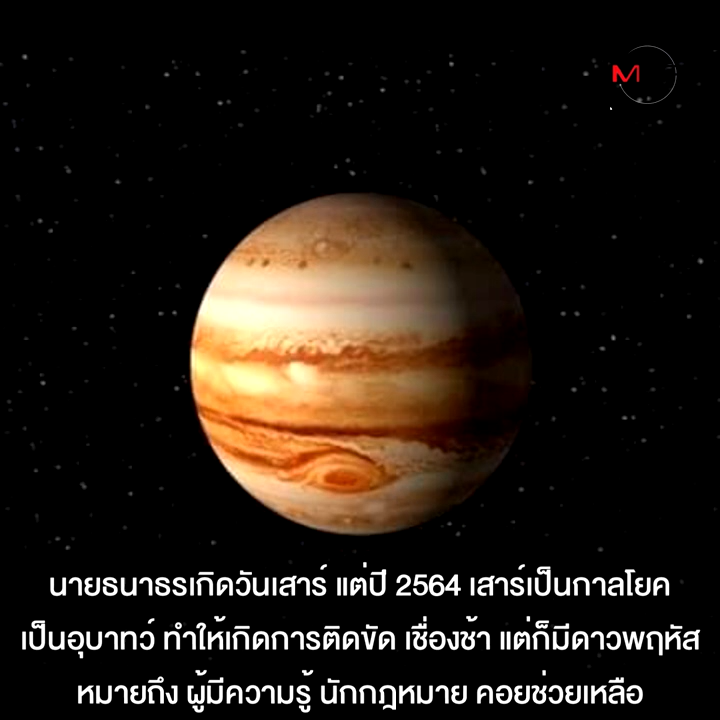 M
นายธนาธรเกิดวันเสาร์ แต่ปี 2564 เสาร์เป็นกาลโยค
เป็นอุบาทว์ ทำให้เกิดการติดขัด เชื่องช้า แต่ก็มีดาวพฤหัส
หมายถึง ผู้มีความรู้ นักกฎหมาย คอยช่วยเหลือ